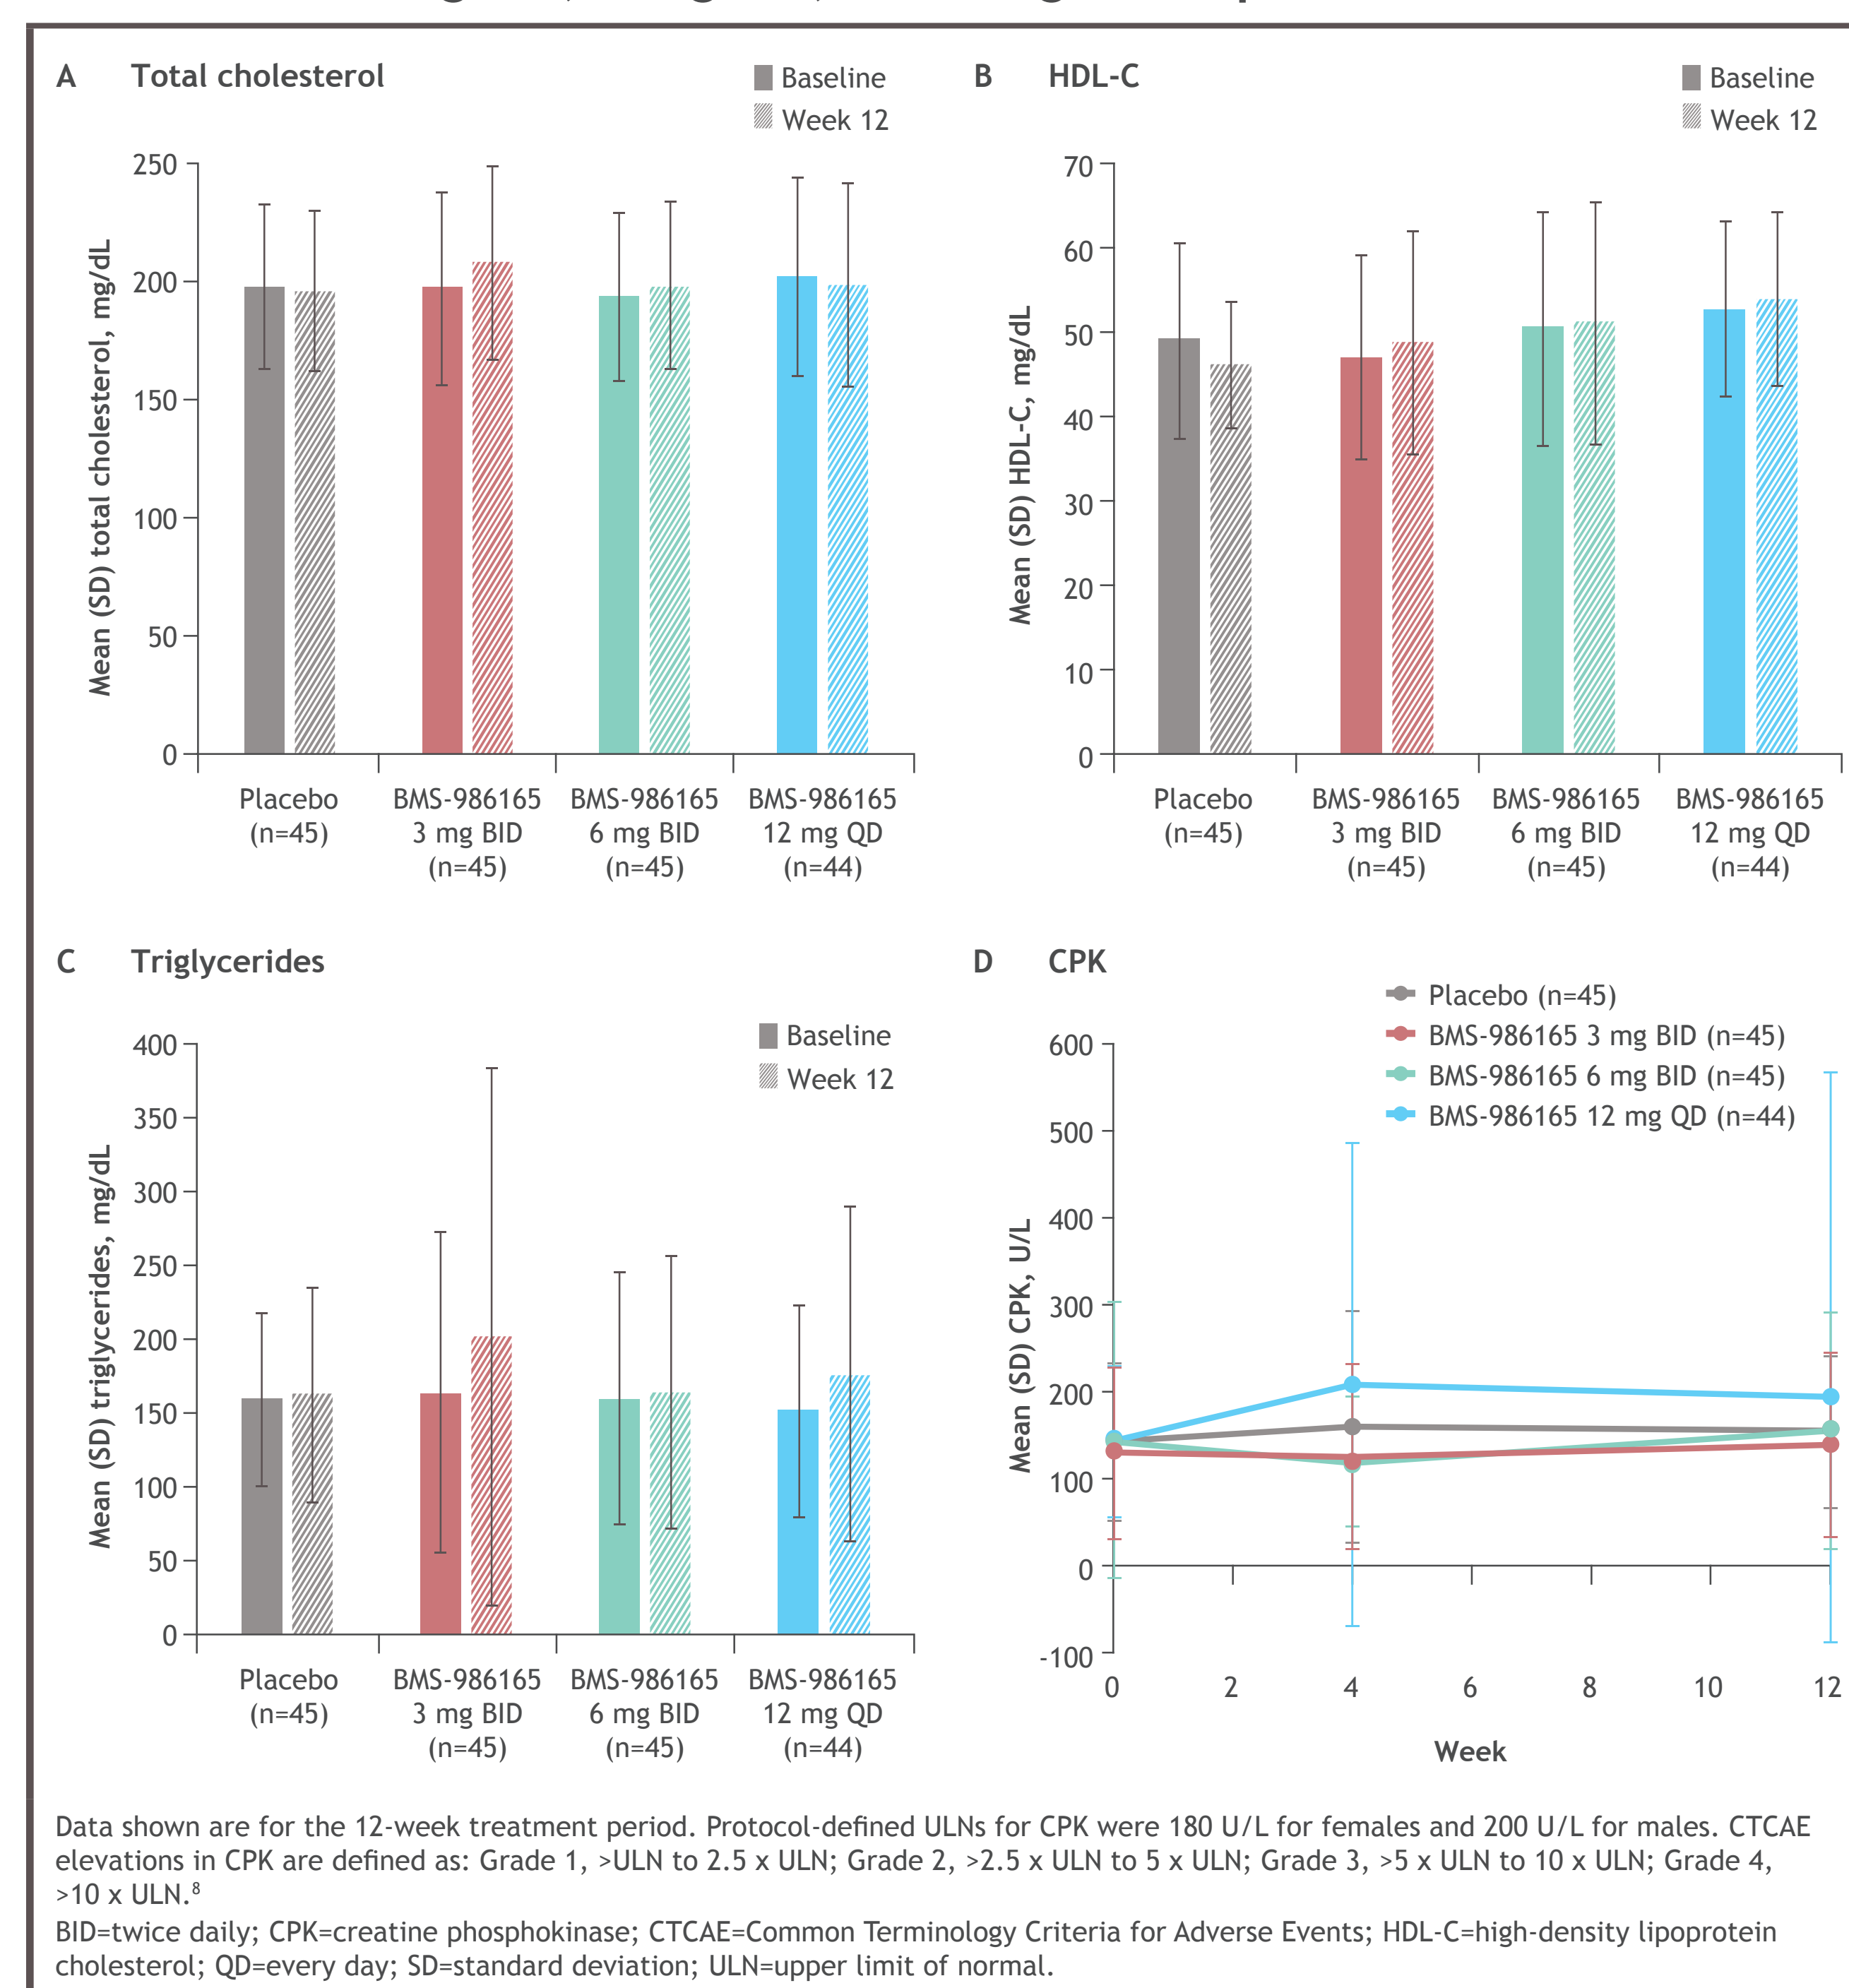 A Total cholesterol
Baseline
Week 12
Mean (SD) total cholesterol, mg/dL
250
200
150
100
50
0
Placebo
(n=45)
BMS-986165
3 mg BID
(n=45)
BMS-986165
6 mg BID
(n=45)
BMS-986165
12 mg QD
(n=44)
B HDL-C
Baseline
Week 12
Mean (SD) HDL-C, mg/dL
70
60
50
40
30
20
10
0
Placebo
(n=45)
BMS-986165
3 mg BID
(n=45)
BMS-986165
6 mg BID
(n=45)
BMS-986165
12 mg QD
(n=44)
C Triglycerides
Baseline
Week 12
Mean (SD) triglycerides, mg/dL
400
350
300
250
200
150
100
50
0
Placebo
(n=45)
BMS-986165
3 mg BID
(n=45)
BMS-986165
6 mg BID
(n=45)
BMS-986165
12 mg QD
(n=44)
D CPK
Placebo (n=45)
BMS-986165 3 mg BID (n=45)
BMS-986165 6 mg BID (n=45)
BMS-986165 12 mg QD (n=44)
Mean (SD) CPK, U/L
600
500
400
300
200
100
0
-100
0 2 4 6 8 10 12
Week
Data shown are for the 12-week treatment period. Protocol-defined ULNs for CPK were 180 U/L for females and 200 U/L for males. CTCAE
elevations in CPK are defined as: Grade 1, >ULN to 2.5 x ULN; Grade 2, >2.5 x ULN to 5 x ULN; Grade 3, >5 x ULN to 10 x ULN; Grade 4,
>10 x ULN.⁸
BID=twice daily; CPK=creatine phosphokinase; CTCAE=Common Terminology Criteria for Adverse Events; HDL-C=high-density lipoprotein
cholesterol; QD=every day; SD=standard deviation; ULN=upper limit of normal.